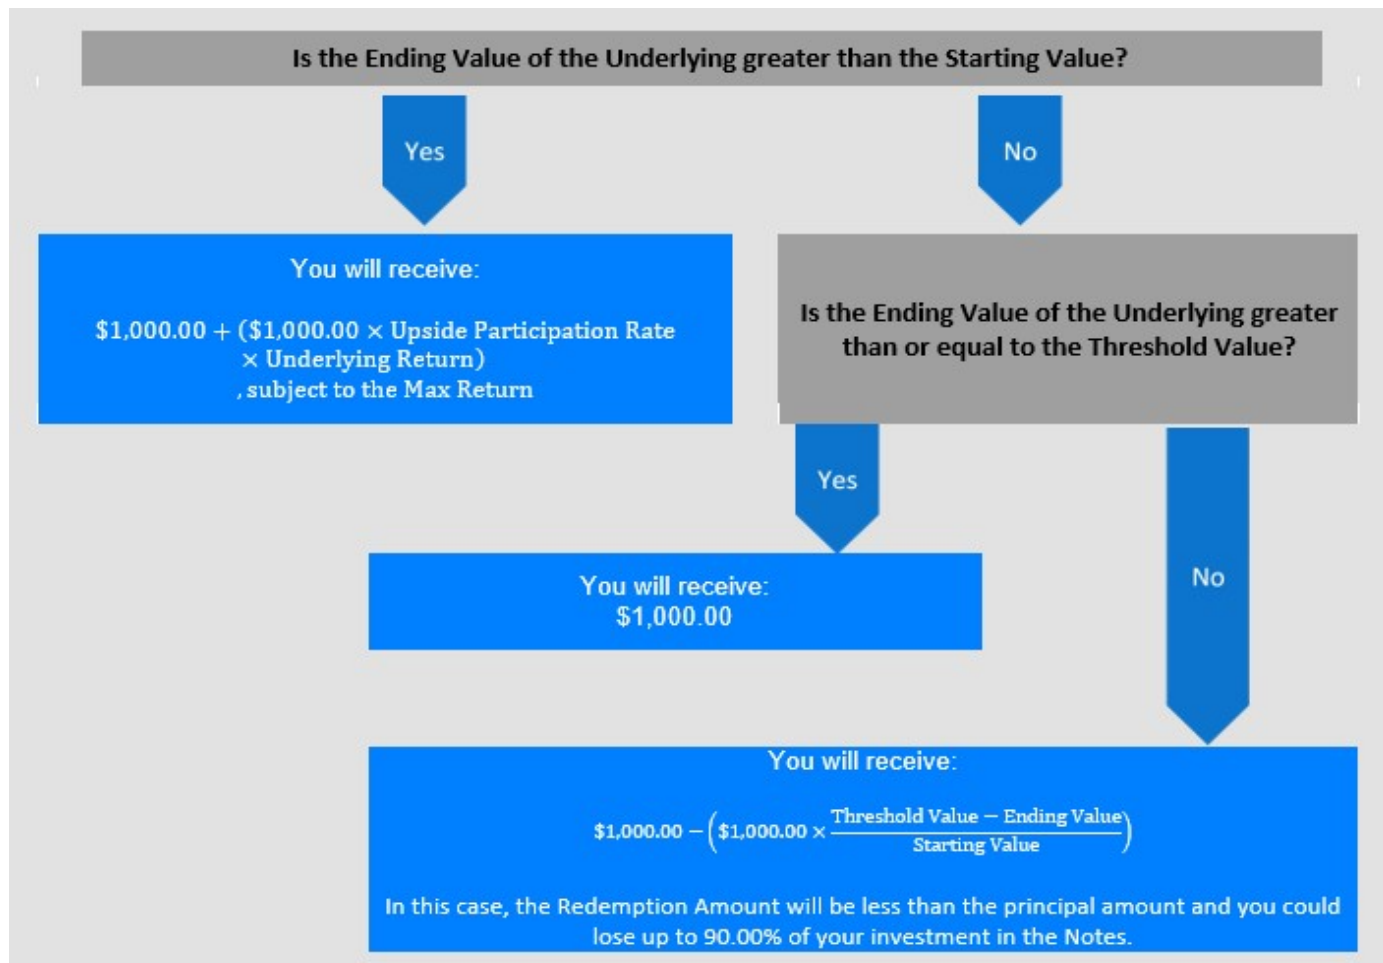 Is the Ending Value of the Underlying greater than the Starting Value?
Yes
No
You will receive:
$1,000.00 + ($1,000.00 × Upside Participation Rate
× Underlying Return)
, subject to the Max Return
Is the Ending Value of the Underlying greater
than or equal to the Threshold Value?
Yes
No
You will receive:
$1,000.00
You will receive:
$1,000.00 − ($1,000.00 × Threshold Value − Ending Value
Starting Value)
In this case, the Redemption Amount will be less than the principal amount and you could
lose up to 90.00% of your investment in the Notes.